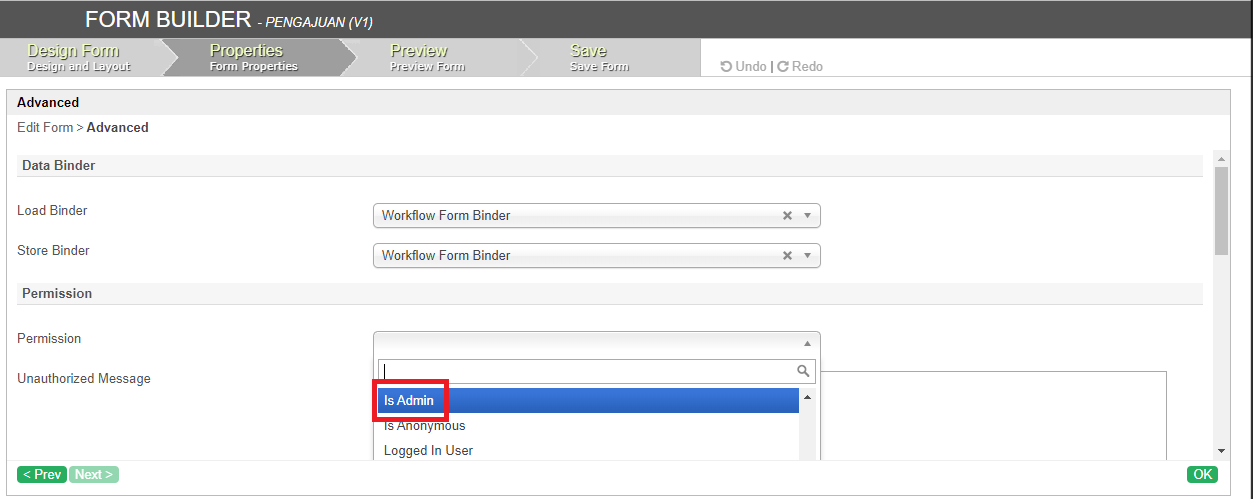 FORM BUILDER - PENGAJUAN (V1)
Design Form
Design and Layout
Properties
Form Properties
Preview
Preview Form
Save
Save Form
Undo | Redo
Advanced
Edit Form > Advanced
Data Binder
Load Binder
Workflow Form Binder
Store Binder
Workflow Form Binder
Permission
Permission
Unauthorized Message
Is Admin
Is Anonymous
Logged In User
< Prev
Next >
OK